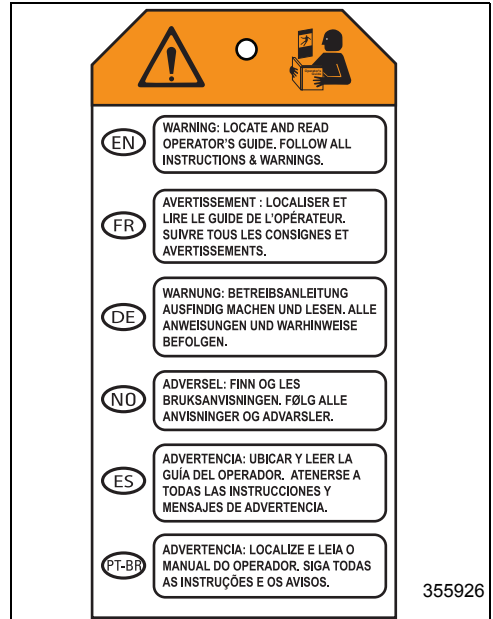 EN
WARNING: LOCATE AND READ
OPERATOR'S GUIDE. FOLLOW ALL
INSTRUCTIONS & WARNINGS.
FR
AVERTISSEMENT : LOCALISER ET
LIRE LE GUIDE DE L'OPÉRATEUR.
SUIVRE TOUS LES CONSIGNES ET
AVERTISSEMENTS.
DE
WARNUNG: BETREIBSANLEITUNG
AUSFINDIG MACHEN UND LESEN. ALLE
ANWEISUNGEN UND WARHINWEISE
BEFOLGEN.
NO
ADVERSEL: FINN OG LES
BRUKSANVISNINGEN. FØLG ALLE
ANVISNINGER OG ADVARSLER.
ES
ADVERTENCIA: UBICAR Y LEER LA
GUÍA DEL OPERADOR. ATENERSE A
TODAS LAS INSTRUCCIONES Y
MENSAJES DE ADVERTENCIA.
PT-BR
ADVERTENCIA: LOCALIZE E LEIA O
MANUAL DO OPERADOR. SIGA TODAS
AS INSTRUÇÕES E OS AVISOS.
355926